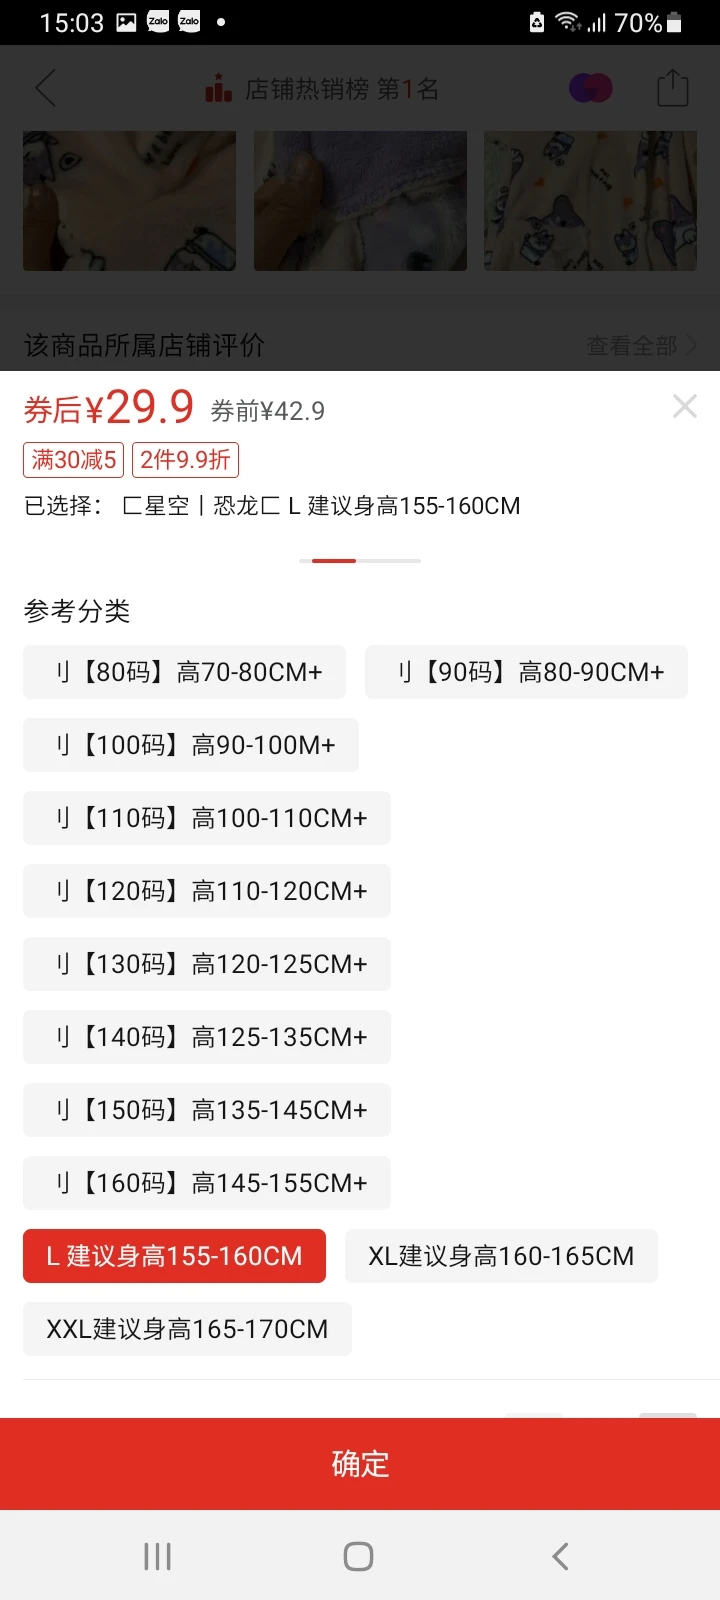 15:03 Zalo Zalo 70%
店铺热销榜 第1名
该商品所属店铺评价 查看全部
券后¥29.9 券前¥42.9
满30减5 2件9.9折
已选择： 匚星空丨恐龙匚 L 建议身高155-160CM
参考分类
刂【80码】高70-80CM+ 刂【90码】高80-90CM+
刂【100码】高90-100M+
刂【110码】高100-110CM+
刂【120码】高110-120CM+
刂【130码】高120-125CM+
刂【140码】高125-135CM+
刂【150码】高135-145CM+
刂【160码】高145-155CM+
L 建议身高155-160CM XL建议身高160-165CM
XXL建议身高165-170CM
确定